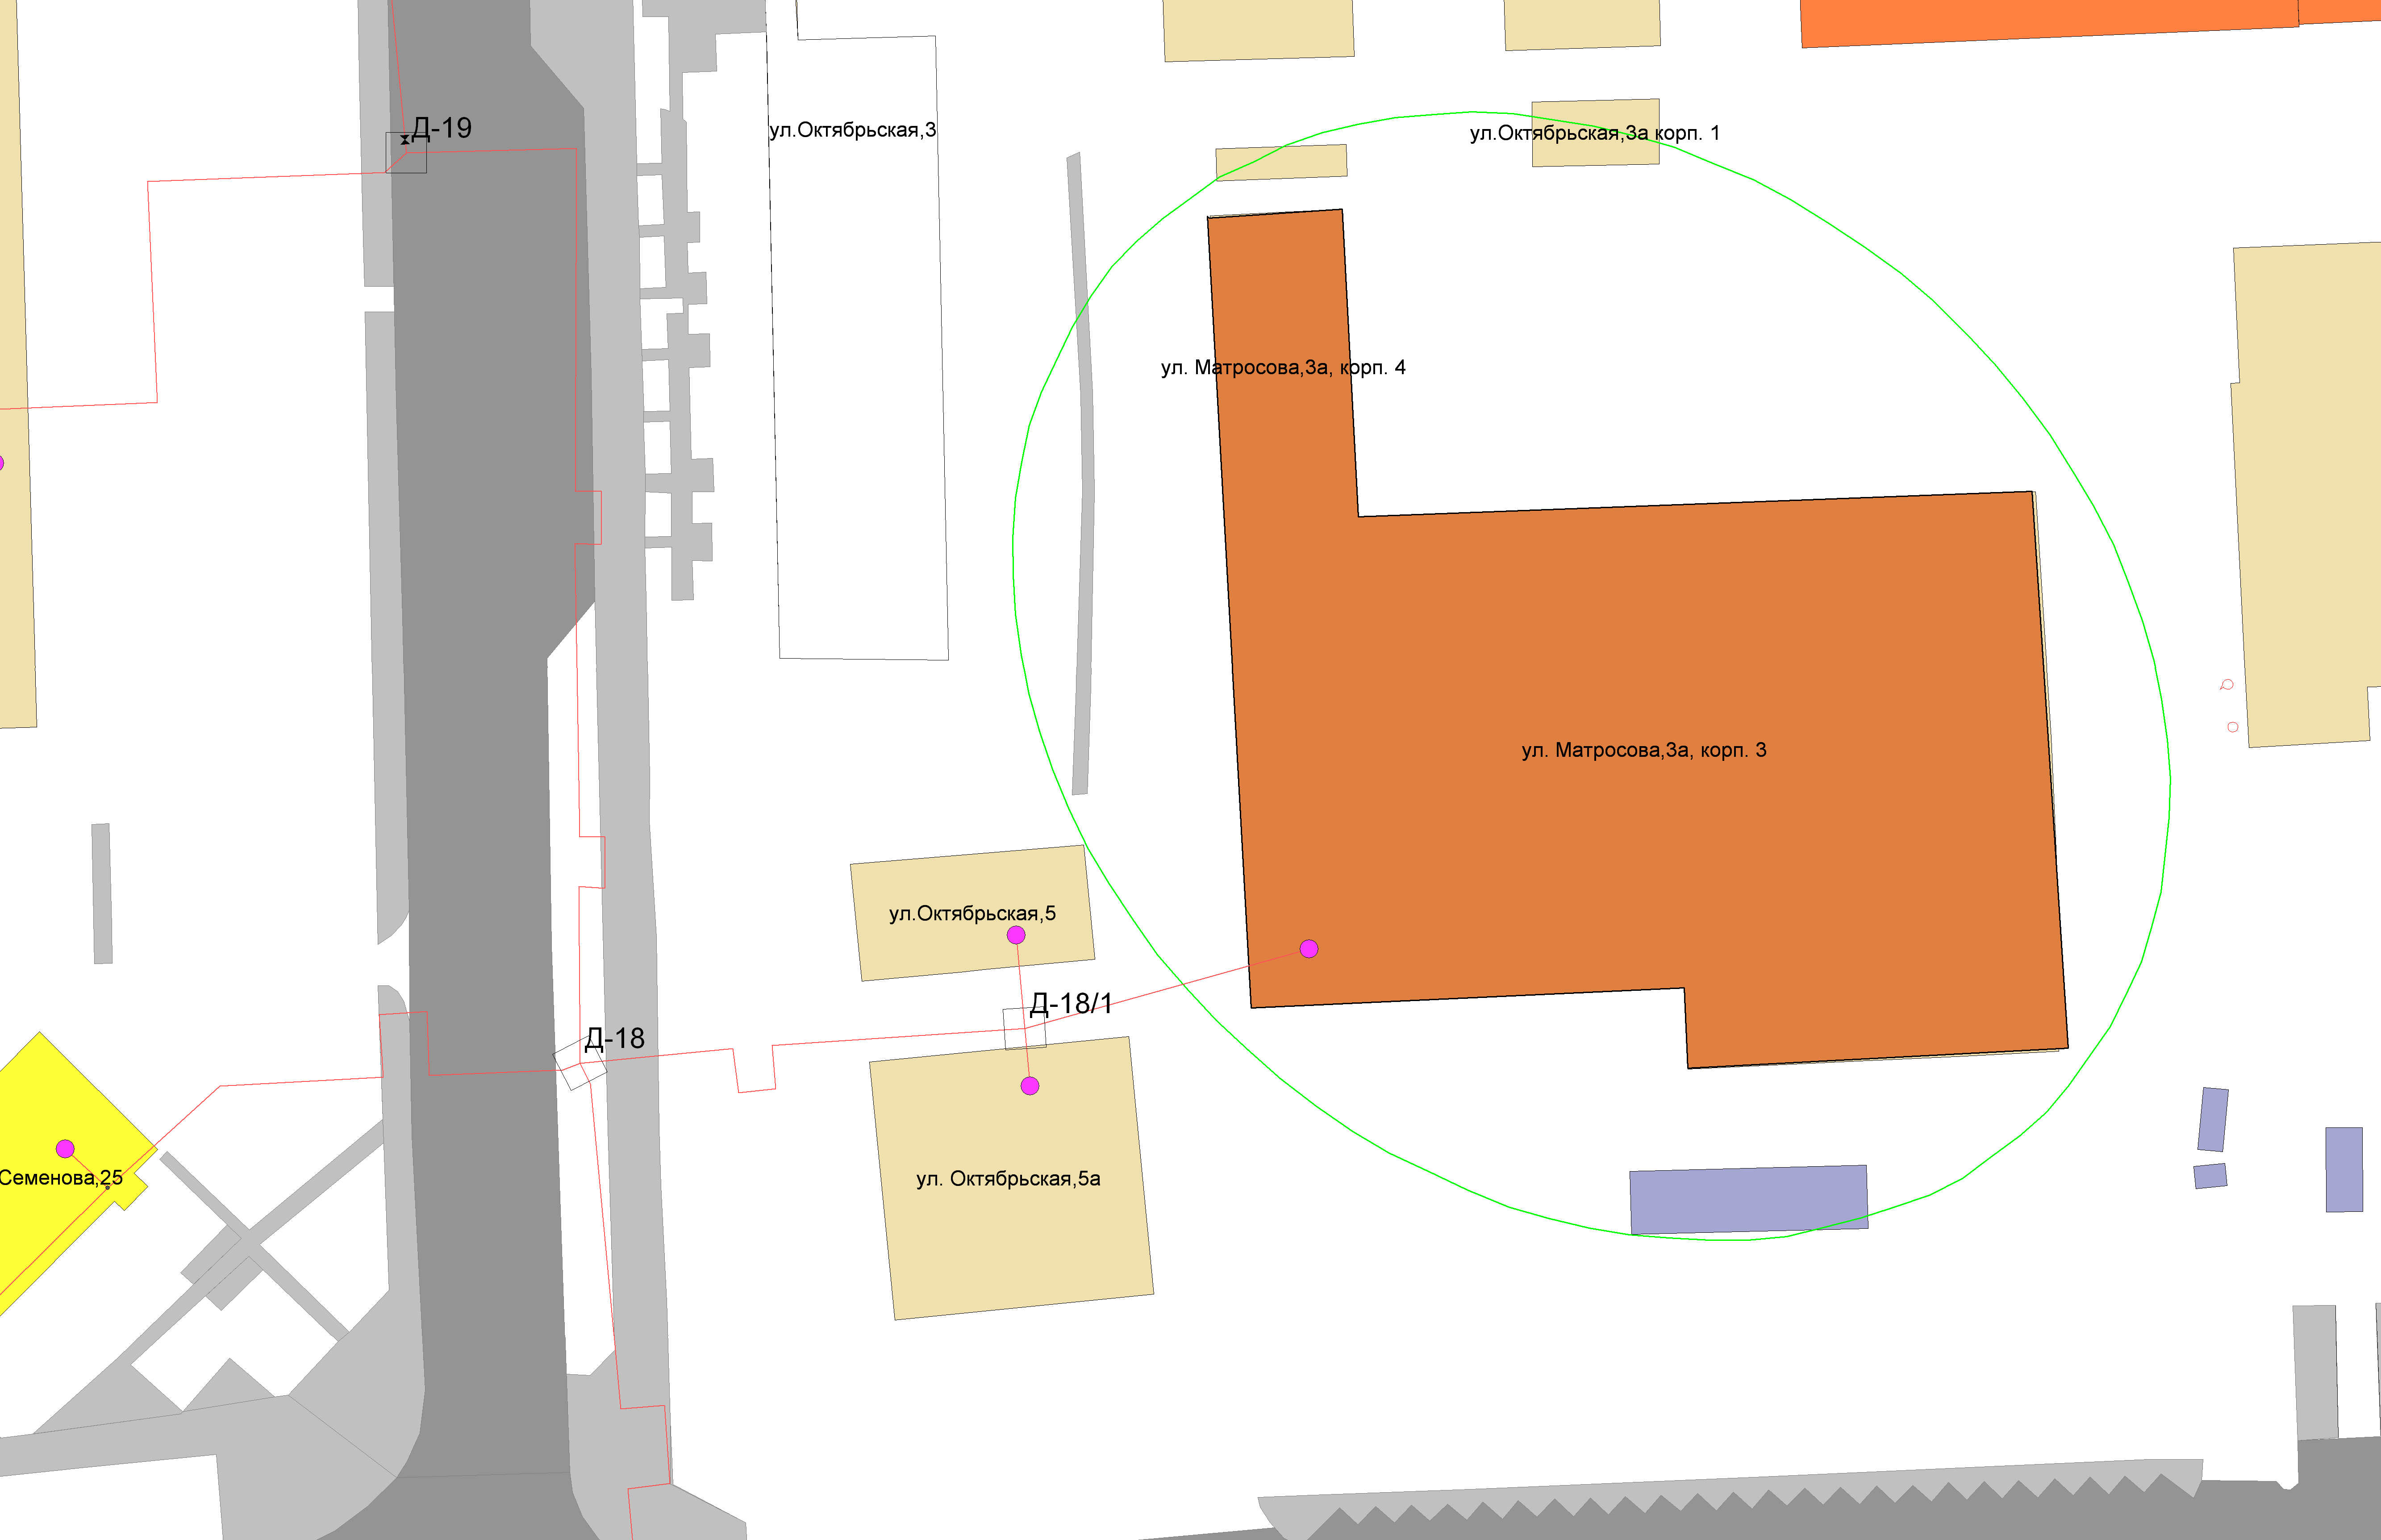 Д-19
ул.Октябрьская,3
ул.Октябрьская,3а корп. 1
ул. Матросова,3а, корп. 4
ул. Матросова,3а, корп. 3
ул.Октябрьская,5
Д-18/1
Д-18
Семенова,25
ул. Октябрьская,5а